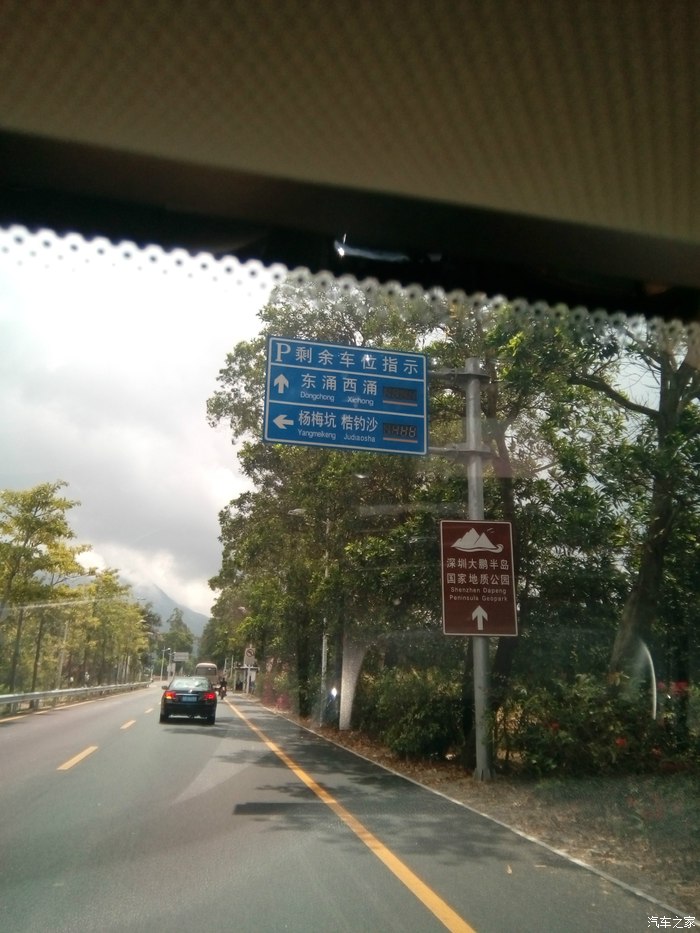 P 剩余车位指示
东涌西涌
Dongchong Xichong
杨梅坑 桔钓沙
Yangmeikeng Judiaosha
深圳大鹏半岛
国家地质公园
Shenzhen Dapeng
Peninsula Geopark
汽车之家